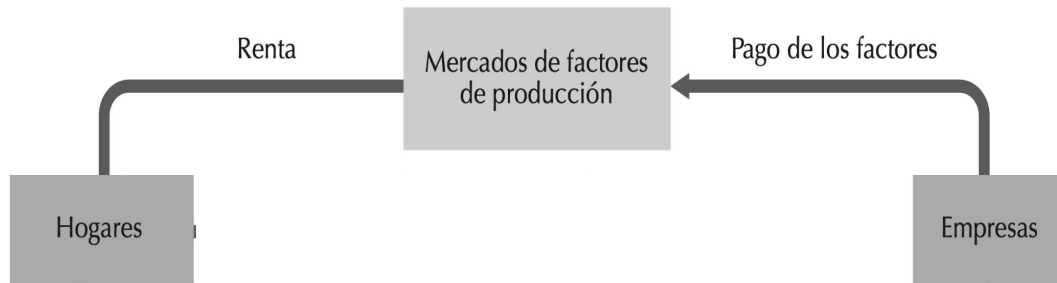 Renta
Mercados de factores
de producción
Pago de los factores
Hogares
Empresas